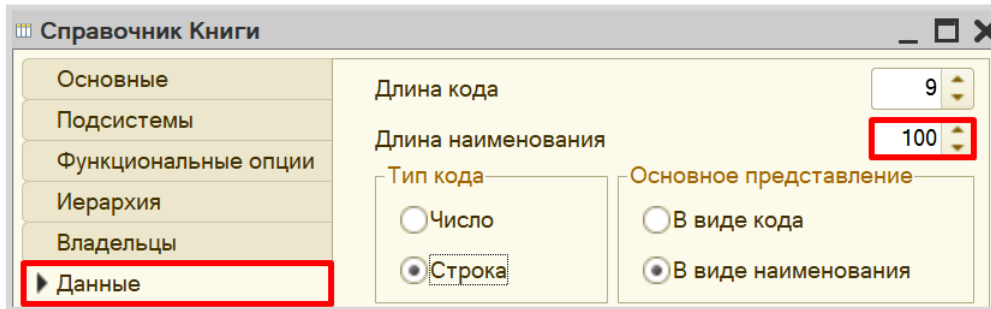 Справочник Книги
Основные
Подсистемы
Функциональные опции
Иерархия
Владельцы
Данные
Длина кода 9
Длина наименования 100
Тип кода
Число
Строка
Основное представление
В виде кода
В виде наименования